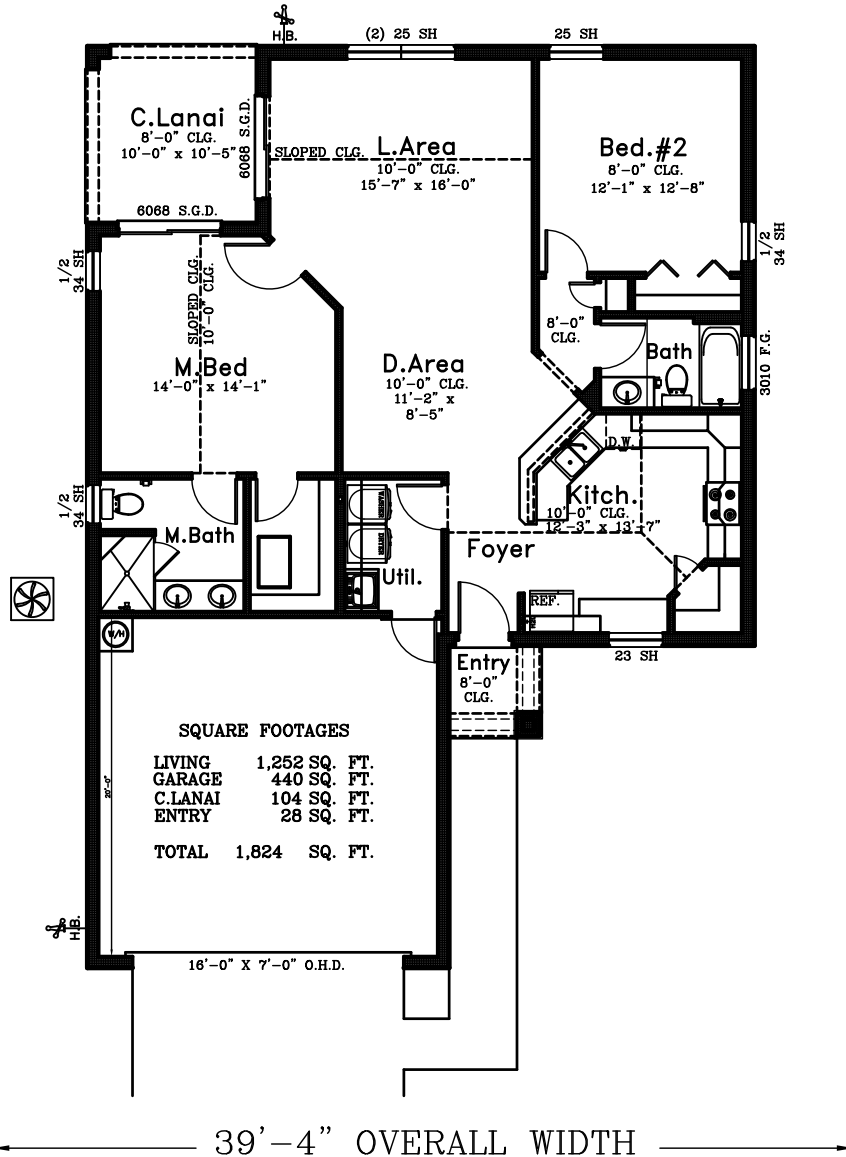 H.B.
(2) 25 SH
25 SH
C.Lanai
8'-0" CLG.
10'-0" x 10'-5"
6068 S.G.D.
SLOPED CLG.
L.Area
10'-0" CLG.
15'-7" x 16'-0"
Bed.#2
8'-0" CLG.
12'-1" x 12'-8"
6068 S.G.D.
1/2
34 SH
1/2
34 SH
SLOPED CLG.
10'-0" CLG.
8'-0"
CLG.
M.Bed
14'-0" x 14'-1"
D.Area
10'-0" CLG.
11'-2" x
8'-5"
Bath
3010 F.G.
D.W.
Kitch.
10'-0" CLG.
12'-3" x 13'-7"
1/2
34 SH
M.Bath
WASHER
DRYER
Util.
Foyer
REF.
23 SH
W/H
Entry
8'-0"
CLG.
SQUARE FOOTAGES
LIVING 1,252 SQ. FT.
GARAGE 440 SQ. FT.
C.LANAI 104 SQ. FT.
ENTRY 28 SQ. FT.
TOTAL 1,824 SQ. FT.
20'-0"
H.B.
16'-0" X 7'-0" O.H.D.
39'-4" OVERALL WIDTH